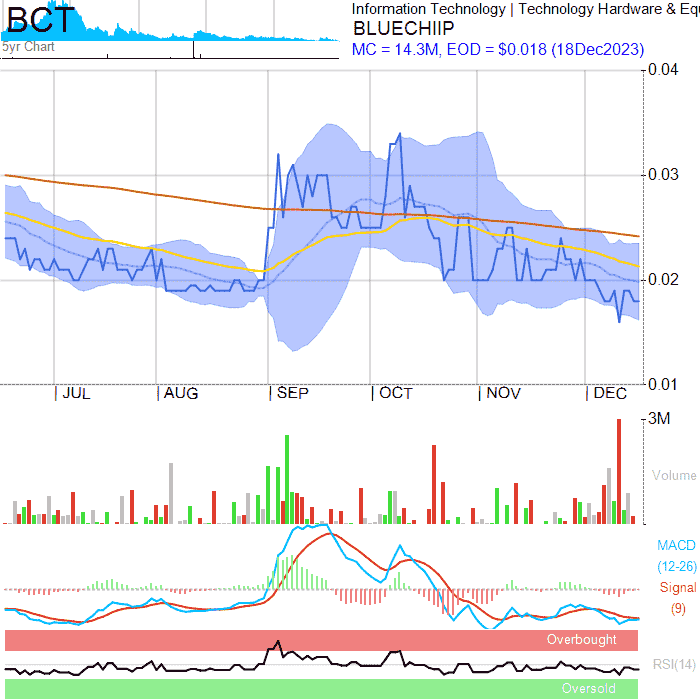 BCT
5yr Chart
Information Technology | Technology Hardware & Equ
BLUECHIIP
MC = 14.3M, EOD = $0.018 (18Dec2023)
0.04
0.03
0.02
0.01
JUL AUG SEP OCT NOV DEC
3M
Volume
MACD
(12-26)
Signal
(9)
Overbought
RSI(14)
Oversold